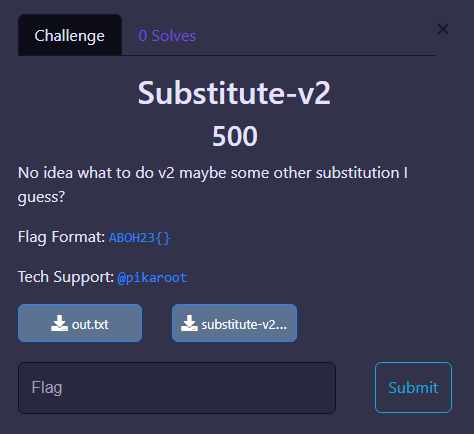 Challenge
0 Solves
×
Substitute-v2
500
No idea what to do v2 maybe some other substitution I
guess?
Flag Format: ABOH23{}
Tech Support: @pikaroot
out.txt
substitute-v2...
Flag
Submit